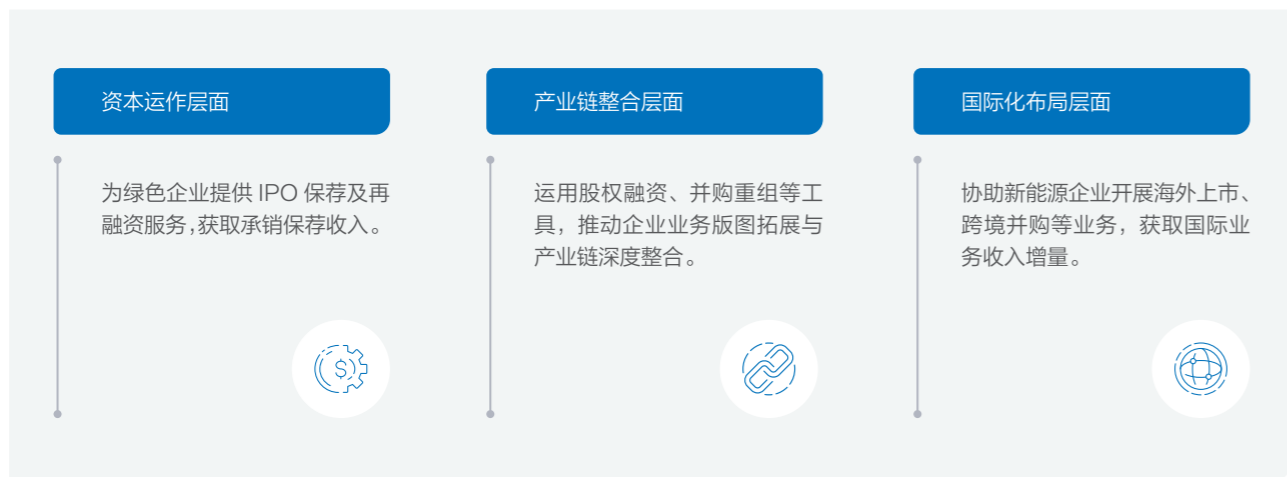 资本运作层面
为绿色企业提供 IPO 保荐及再
融资服务，获取承销保荐收入。
产业链整合层面
运用股权融资、并购重组等工
具，推动企业业务版图拓展与
产业链深度整合。
国际化布局层面
协助新能源企业开展海外上市、
跨境并购等业务，获取国际业
务收入增量。
$